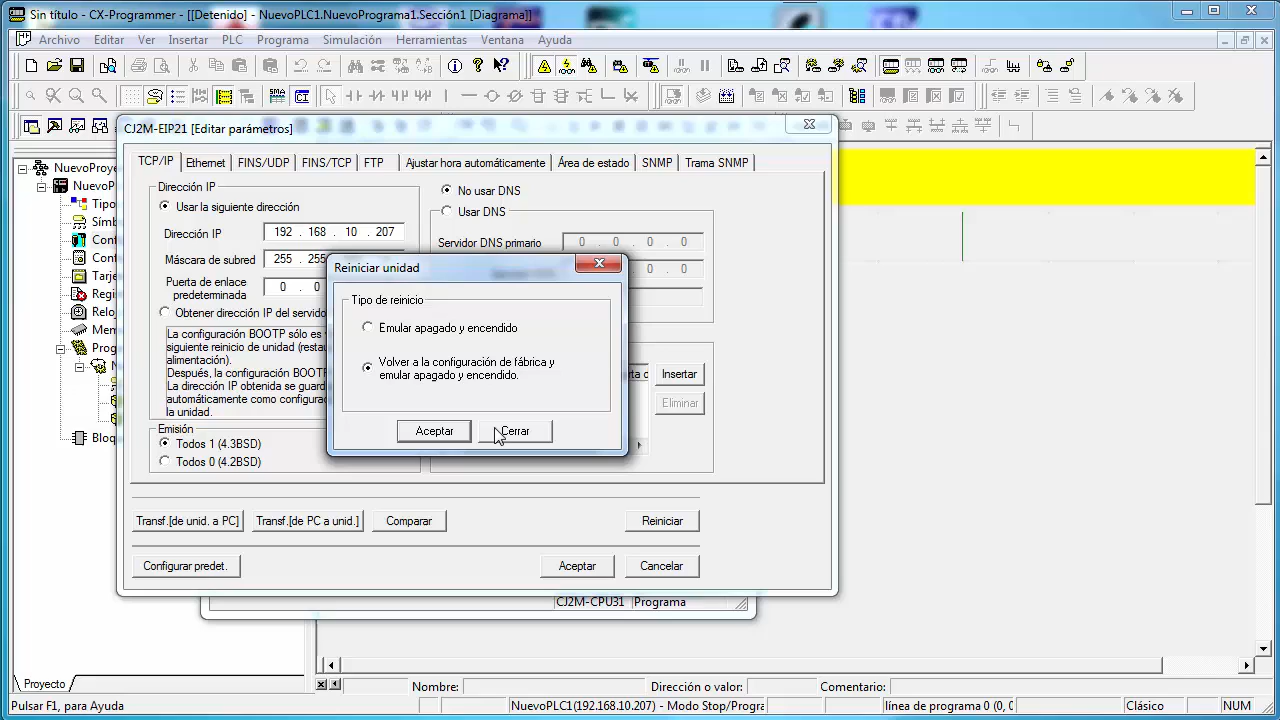 Sin título - CX-Programmer - [[Detenido] - NuevoPLC1.NuevoPrograma1.Sección1 [Diagrama]]
Archivo Editar Ver Insertar PLC Programa Simulación Herramientas Ventana Ayuda
CJ2M-EIP21 [Editar parámetros]
TCP/IP Ethernet FINS/UDP FINS/TCP FTP Ajustar hora automáticamente Área de estado SNMP Trama SNMP
NuevoProye
NuevoP
Tipo
Símb
Conf
Conf
Tarje
Regi
Relo
Mem
Prog
Bloq
Dirección IP
Usar la siguiente dirección
Dirección IP 192 . 168 . 10 . 207
Máscara de subred 255 . 255
Puerta de enlace predeterminada 0 . 0
Obtener dirección IP del servido
La configuración BOOTP sólo es
siguiente reinicio de unidad (restau
alimentación).
Después, la configuración BOOTP
La dirección IP obtenida se guard
automáticamente como configurac
la unidad.
Emisión
Todos 1 (4.3BSD)
Todos 0 (4.2BSD)
No usar DNS
Usar DNS
Servidor DNS primario 0 . 0 . 0 . 0
. 0 . 0
Insertar
Eliminar
Reiniciar unidad
Tipo de reinicio
Emular apagado y encendido
Volver a la configuración de fábrica y
emular apagado y encendido.
Aceptar Cerrar
Transf.[de unid. a PC] Transf.[de PC a unid.] Comparar Reiniciar
Configurar predet. Aceptar Cancelar
CJ2M-CPU31 Programa
Proyecto
Nombre: Dirección o valor: Comentario:
Pulsar F1, para Ayuda NuevoPLC1(192.168.10.207) - Modo Stop/Progra línea de programa 0 (0, 0 Clásico NUM